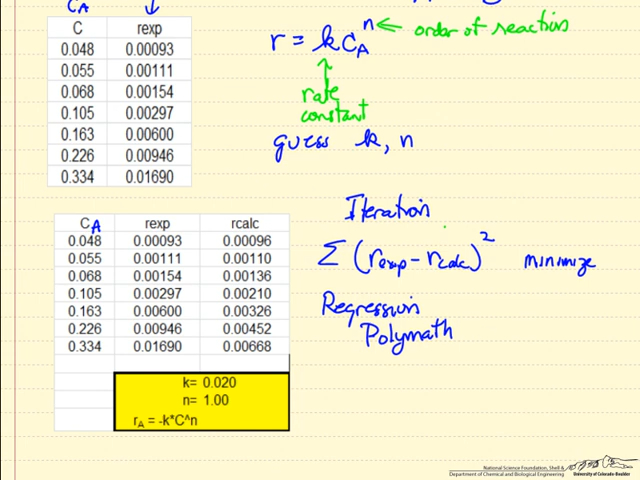 CA
C rexp
0.048 0.00093
0.055 0.00111
0.068 0.00154
0.105 0.00297
0.163 0.00600
0.226 0.00946
0.334 0.01690
r = k CA^n ← order of reaction
rate
constant
guess k, n
Iteration
Σ (rexp - rcalc)^2 minimize
Regression
Polymath
CA rexp rcalc
0.048 0.00093 0.00096
0.055 0.00111 0.00110
0.068 0.00154 0.00136
0.105 0.00297 0.00210
0.163 0.00600 0.00326
0.226 0.00946 0.00452
0.334 0.01690 0.00668
k= 0.020
n= 1.00
rA = -k*C^n
National Science Foundation, Shell &
Department of Chemical and Biological Engineering
University of Colorado Boulder